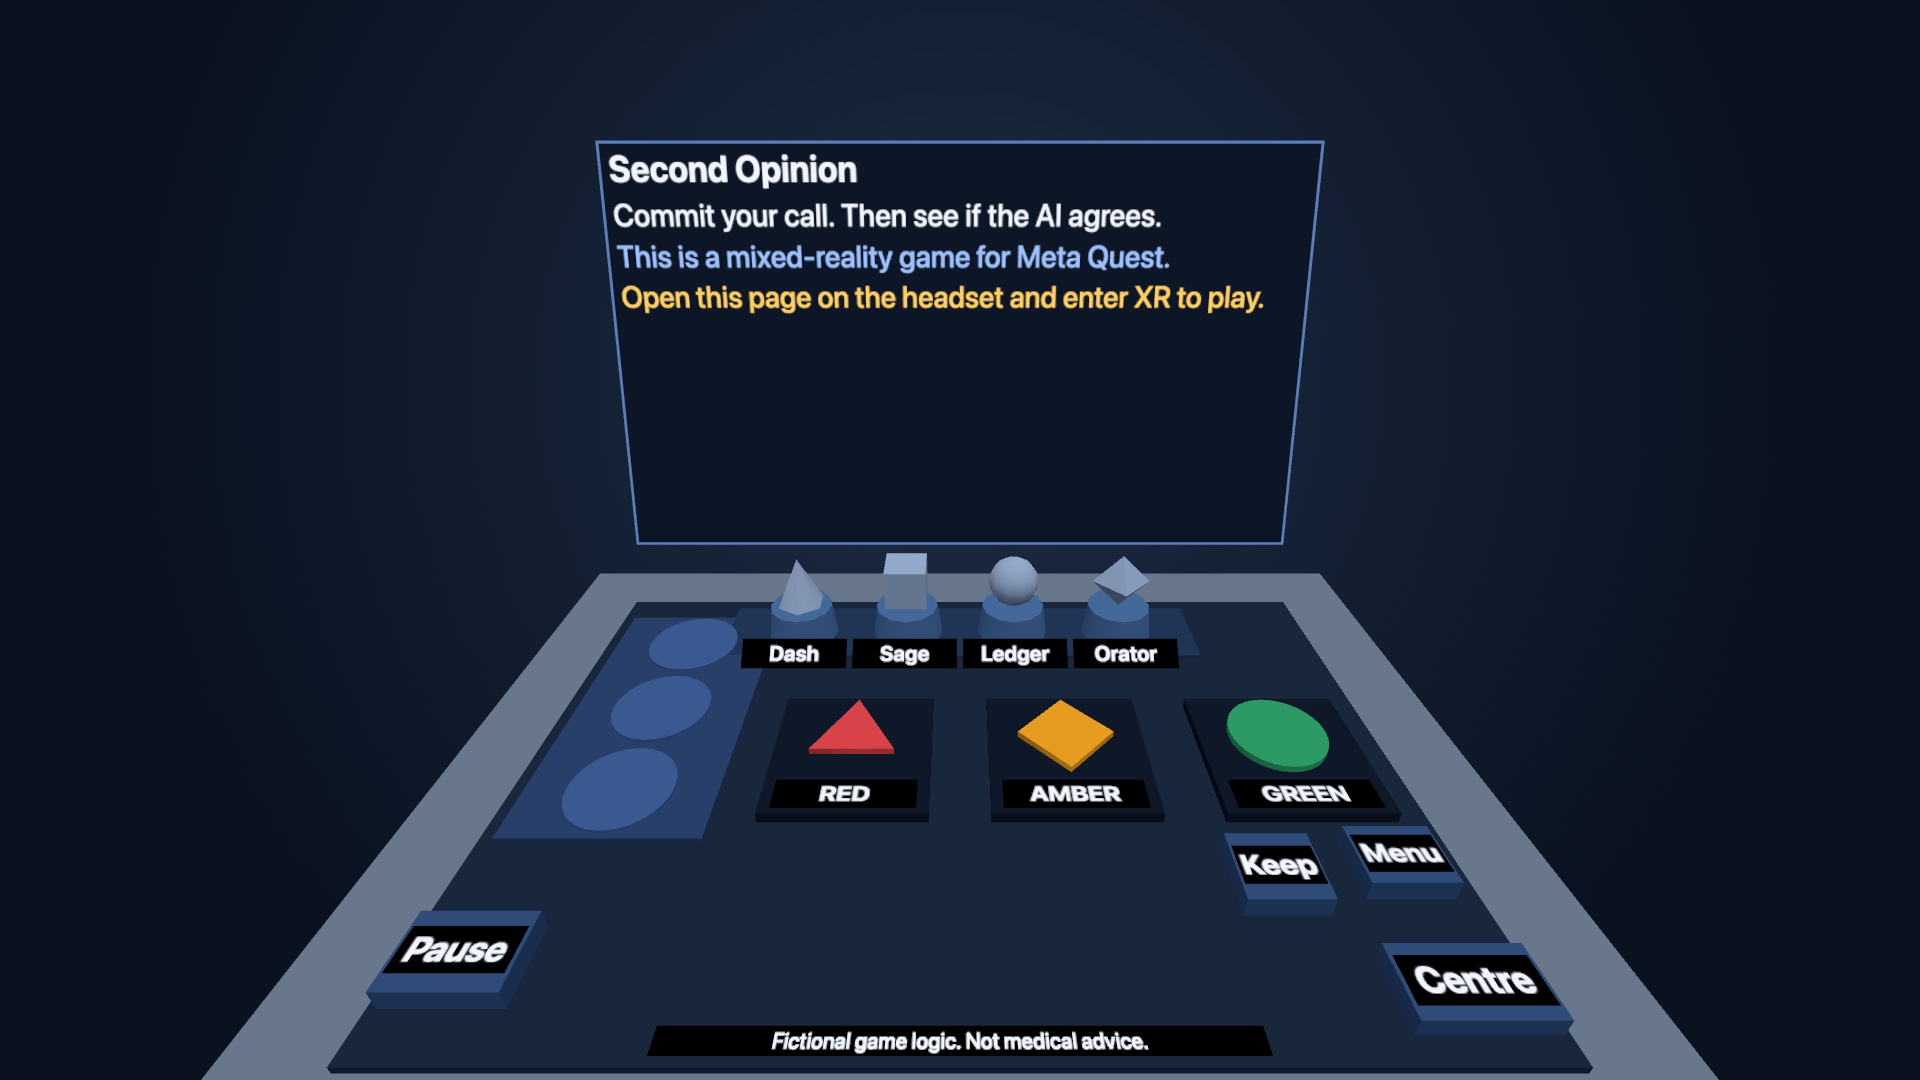 Second Opinion
Commit your call. Then see if the AI agrees.
This is a mixed-reality game for Meta Quest.
Open this page on the headset and enter XR to play.
Dash
Sage
Ledger
Orator
RED
AMBER
GREEN
Keep
Menu
Pause
Centre
Fictional game logic. Not medical advice.